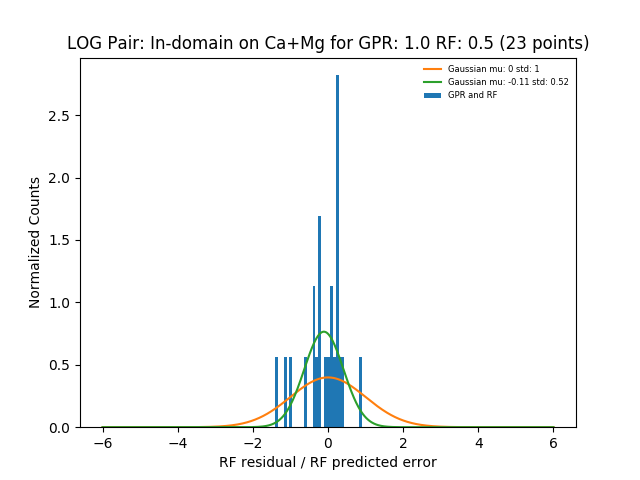 LOG Pair: In-domain on Ca+Mg for GPR: 1.0 RF: 0.5 (23 points)
Gaussian mu: 0 std: 1
Gaussian mu: -0.11 std: 0.52
GPR and RF
Normalized Counts
2.5
2.0
1.5
1.0
0.5
0.0
−6 −4 −2 0 2 4 6
RF residual / RF predicted error